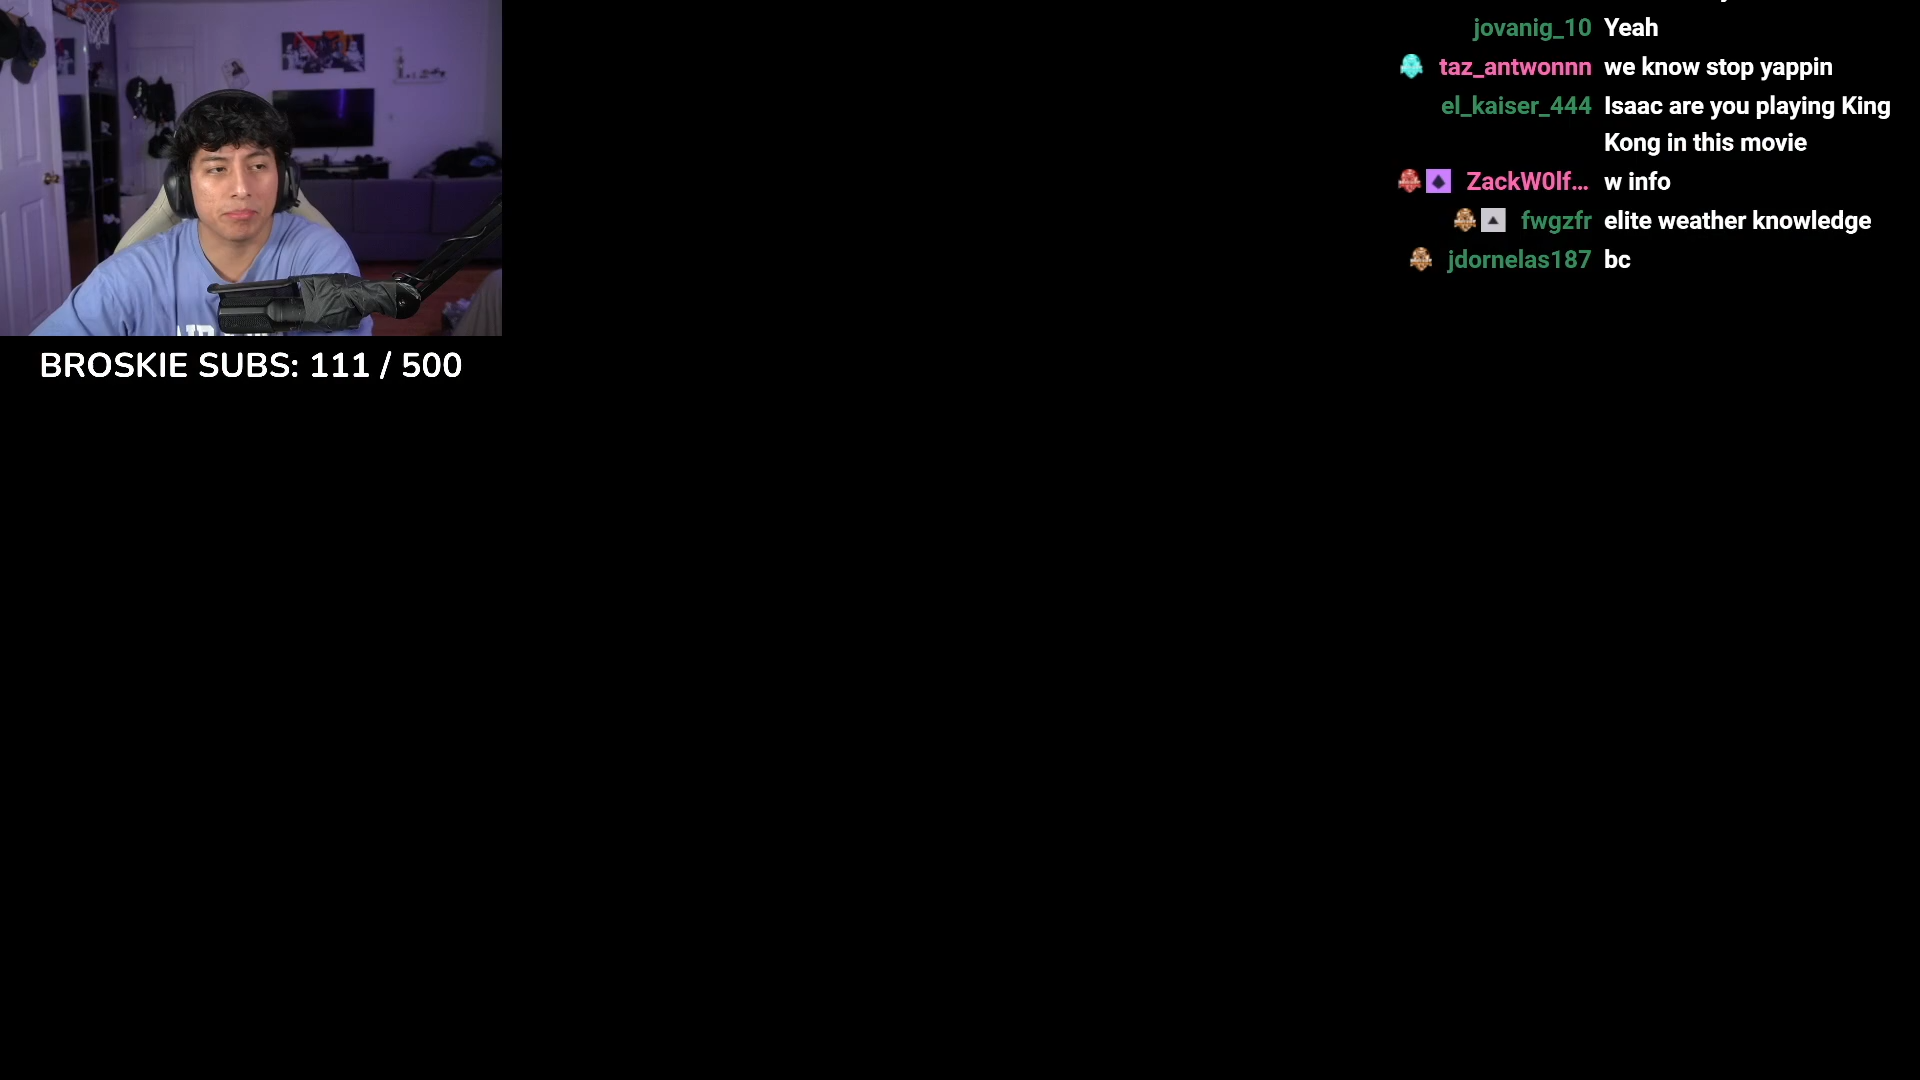 jovanig_10 Yeah
taz_antwonnn we know stop yappin
el_kaiser_444 Isaac are you playing King
Kong in this movie
ZackW0lf... w info
fwgzfr elite weather knowledge
jdornelas187 bc
BROSKIE SUBS: 111 / 500